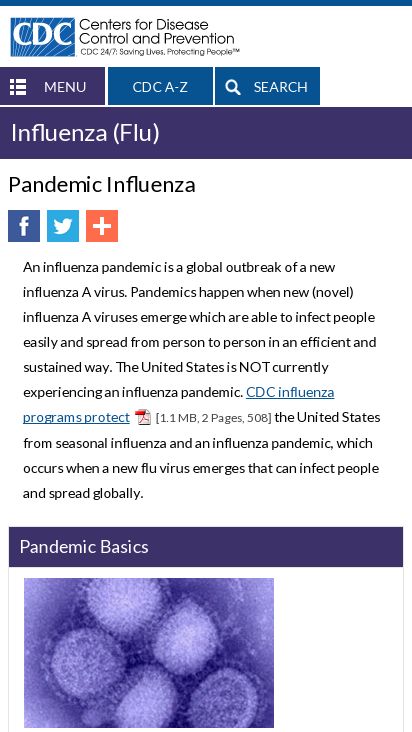 CDC
Centers for Disease
Control and Prevention
CDC 24/7: Saving Lives. Protecting People™
MENU
CDC A-Z
SEARCH
Influenza (Flu)
Pandemic Influenza
An influenza pandemic is a global outbreak of a new
influenza A virus. Pandemics happen when new (novel)
influenza A viruses emerge which are able to infect people
easily and spread from person to person in an efficient and
sustained way. The United States is NOT currently
experiencing an influenza pandemic. CDC influenza
programs protect [1.1 MB, 2 Pages, 508] the United States
from seasonal influenza and an influenza pandemic, which
occurs when a new flu virus emerges that can infect people
and spread globally.
Pandemic Basics